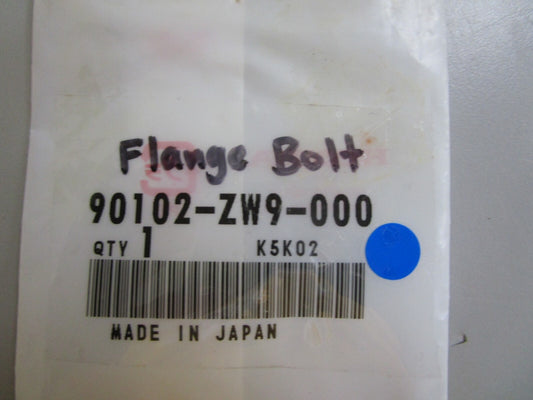 Flange Bolt
90102-ZW9-000
QTY 1 K5K02
MADE IN JAPAN